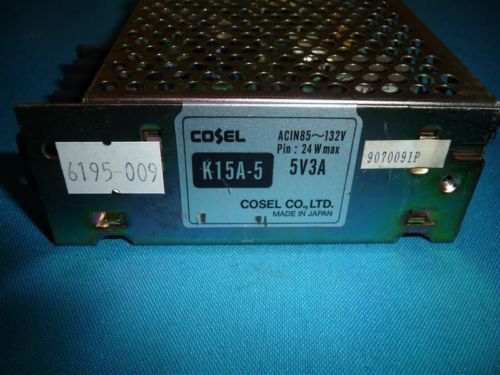 COSEL
ACIN85～132V
Pin : 24Wmax
K15A-5
5V3A
COSEL CO.,LTD.
MADE IN JAPAN
6195-009
9070091P